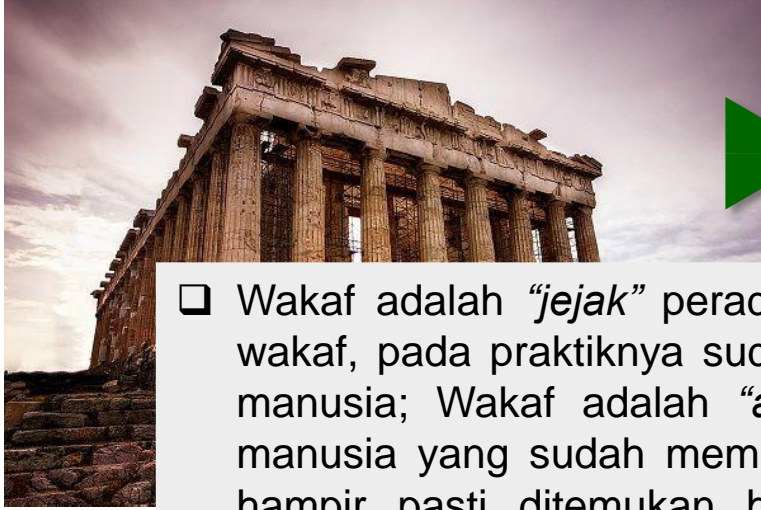 ❑ Wakaf adalah “jejak”
wakaf, pada praktiknya
manusia; Wakaf adalah
manusia yang sudah
hampir pasti ditemukan